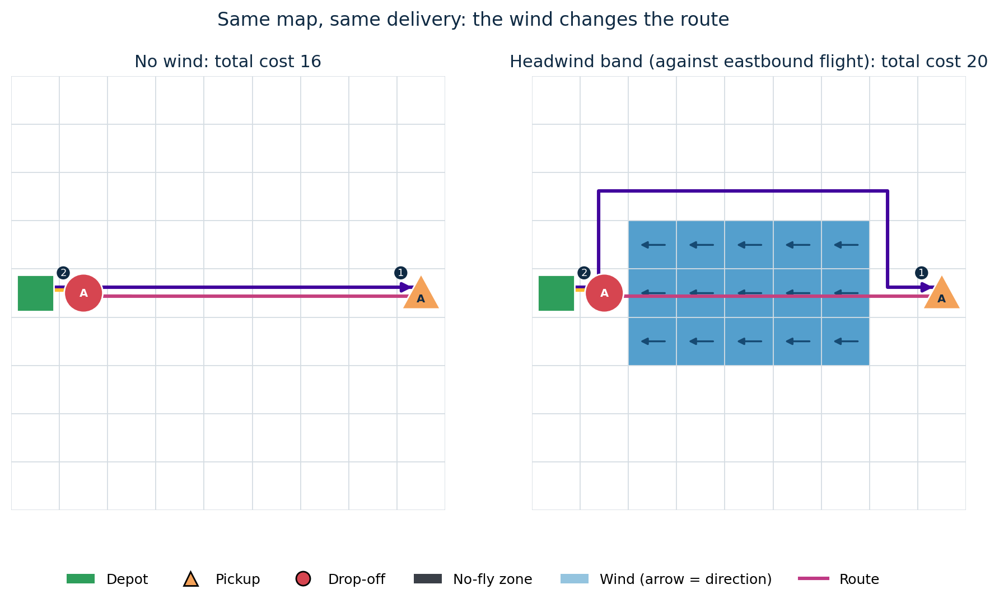 Same map, same delivery: the wind changes the route
No wind: total cost 16
Headwind band (against eastbound flight): total cost 20
2
A
1
A
2
A
1
A
Depot
Pickup
Drop-off
No-fly zone
Wind (arrow = direction)
Route